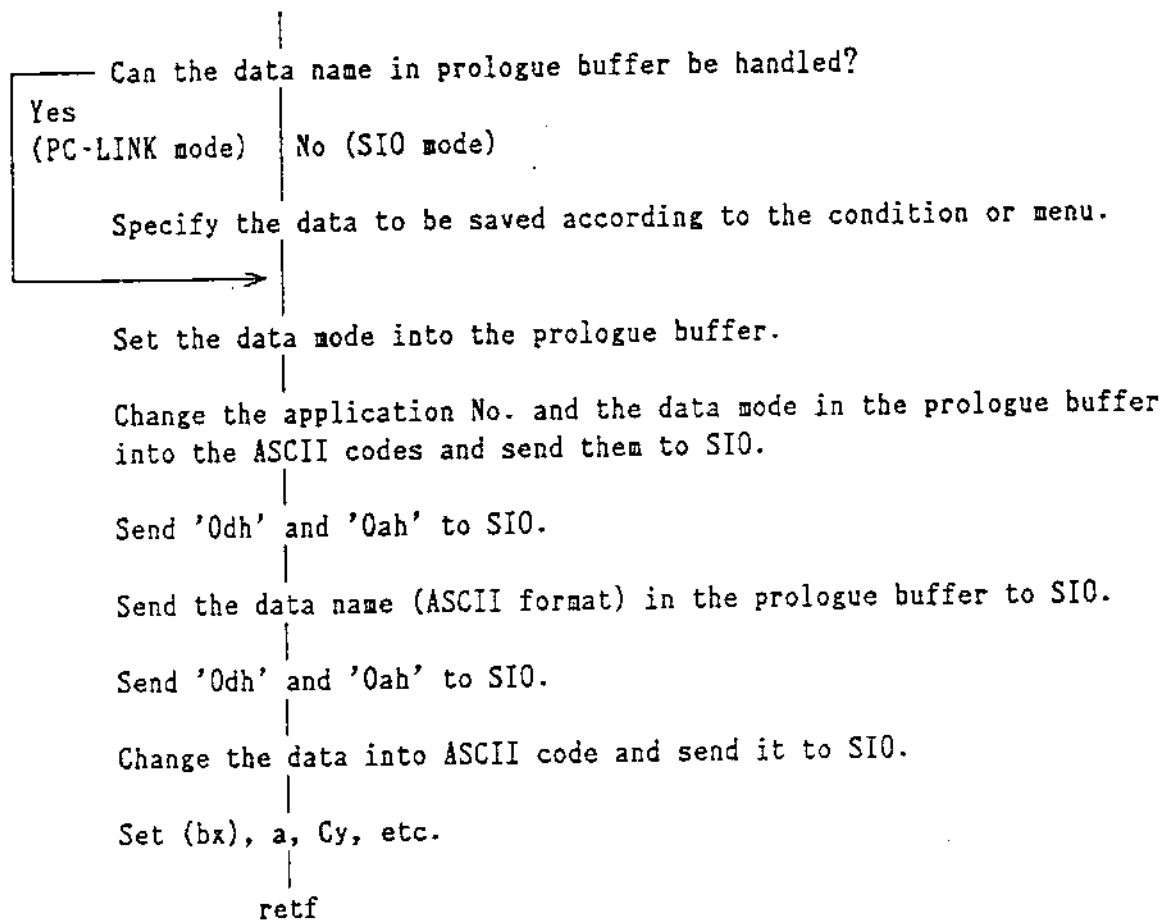 Can the data name in prologue buffer be handled?
Yes
(PC-LINK mode) No (SIO mode)
Specify the data to be saved according to the condition or menu.
Set the data mode into the prologue buffer.
Change the application No. and the data mode in the prologue buffer
into the ASCII codes and send them to SIO.
Send '0dh' and '0ah' to SIO.
Send the data name (ASCII format) in the prologue buffer to SIO.
Send '0dh' and '0ah' to SIO.
Change the data into ASCII code and send it to SIO.
Set (bx), a, Cy, etc.
retf